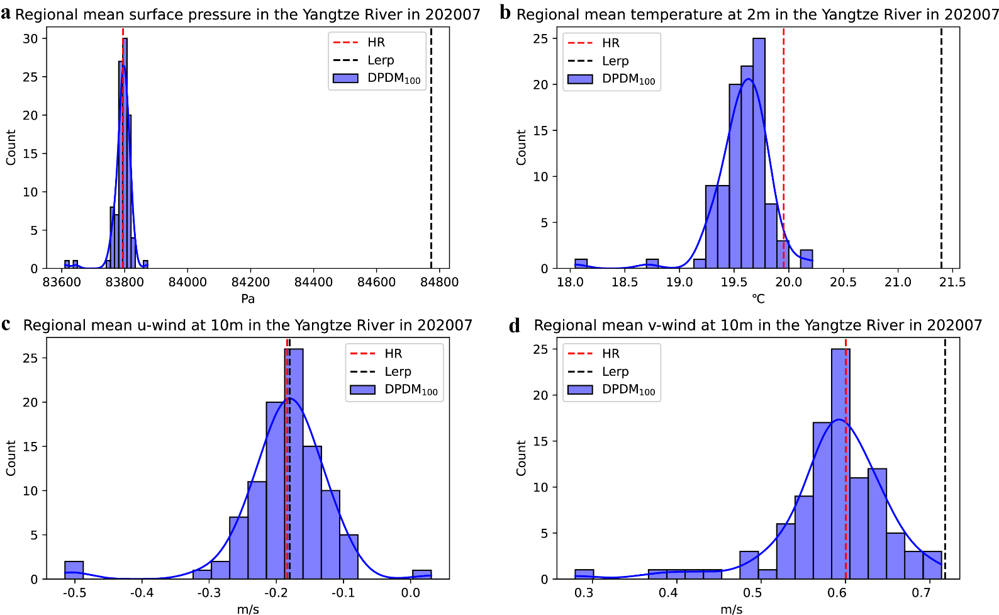 a Regional mean surface pressure in the Yangtze River in 202007
30
25
20
15
10
5
0
Count
HR
Lerp
DPDM100
83600 83800 84000 84200 84400 84600 84800
Pa
b Regional mean temperature at 2m in the Yangtze River in 202007
25
20
15
10
5
0
Count
HR
Lerp
DPDM100
18.0 18.5 19.0 19.5 20.0 20.5 21.0 21.5
℃
c Regional mean u-wind at 10m in the Yangtze River in 202007
25
20
15
10
5
0
Count
HR
Lerp
DPDM100
-0.5 -0.4 -0.3 -0.2 -0.1 0.0
m/s
d Regional mean v-wind at 10m in the Yangtze River in 202007
25
20
15
10
5
0
Count
HR
Lerp
DPDM100
0.3 0.4 0.5 0.6 0.7
m/s